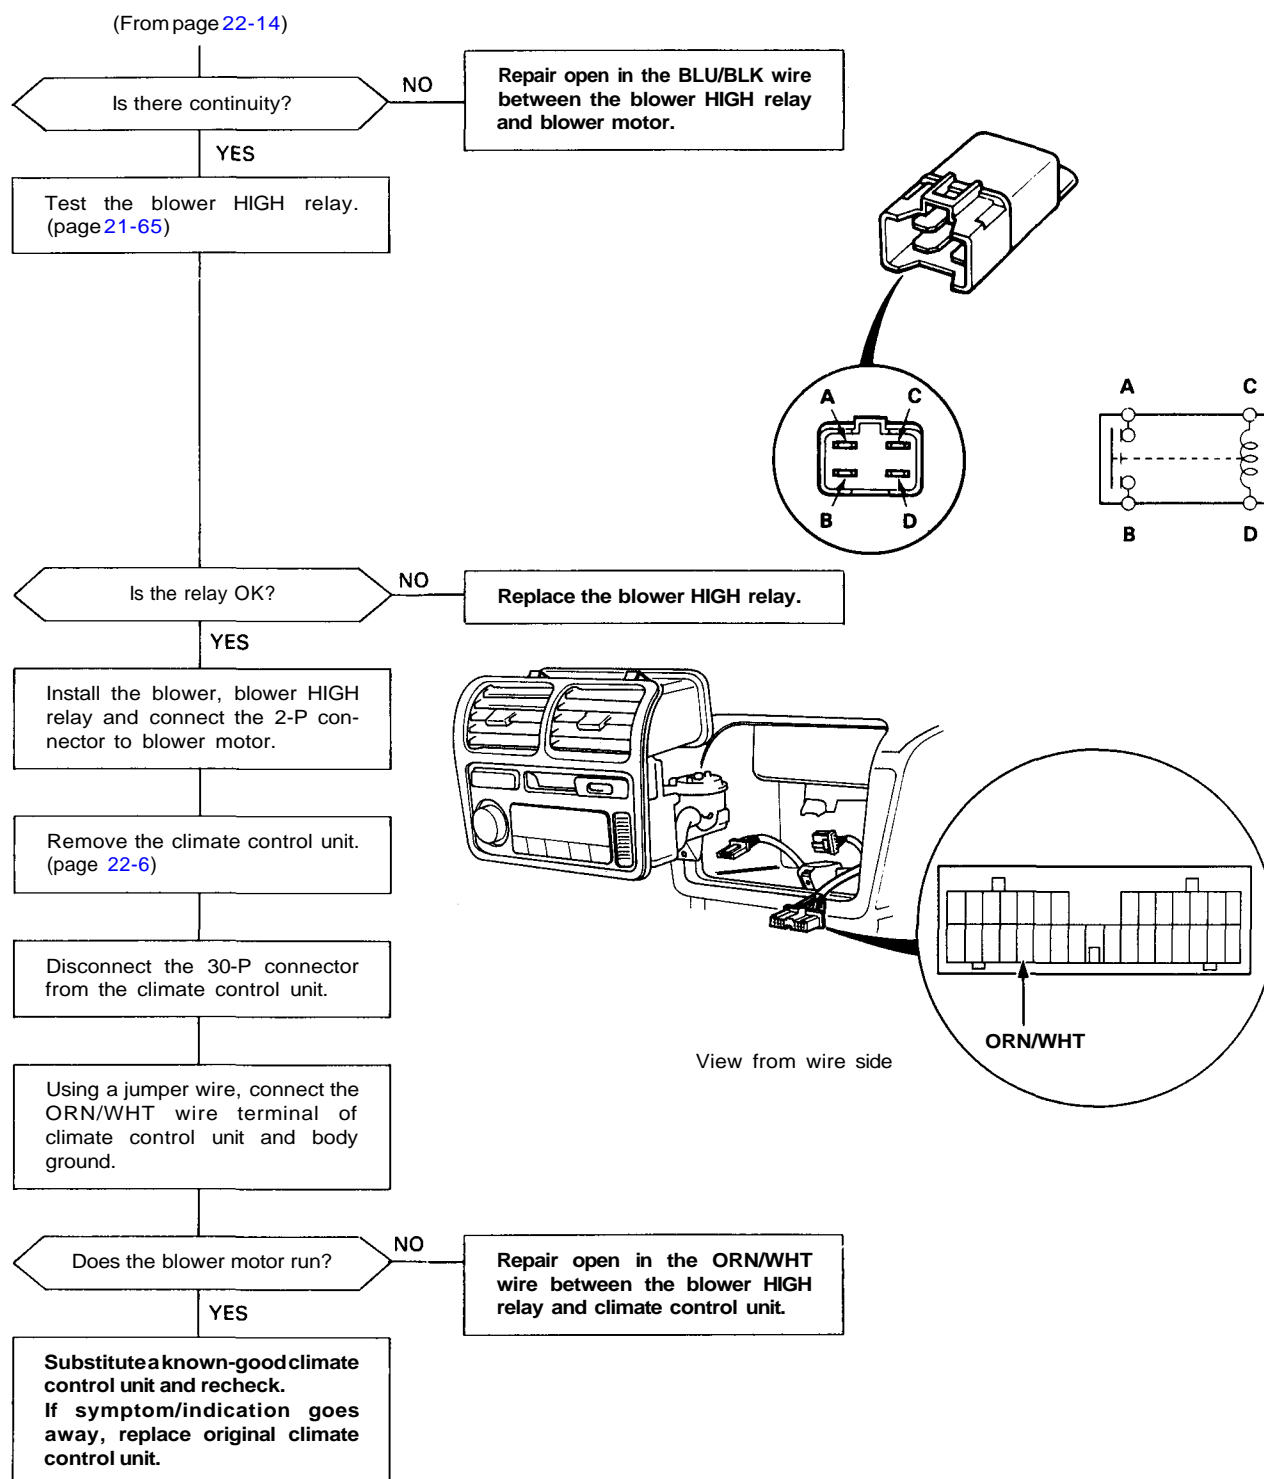 (From page 22-14)
Is there continuity?
NO
Repair open in the BLU/BLK wire
between the blower HIGH relay
and blower motor.
YES
Test the blower HIGH relay.
(page 21-65)
A
C
B
D
A
C
B
D
Is the relay OK?
NO
Replace the blower HIGH relay.
YES
Install the blower, blower HIGH
relay and connect the 2-P con-
nector to blower motor.
Remove the climate control unit.
(page 22-6)
Disconnect the 30-P connector
from the climate control unit.
ORN/WHT
View from wire side
Using a jumper wire, connect the
ORN/WHT wire terminal of
climate control unit and body
ground.
Does the blower motor run?
NO
Repair open in the ORN/WHT
wire between the blower HIGH
relay and climate control unit.
YES
Substitute a known-good climate
control unit and recheck.
If symptom/indication goes
away, replace original climate
control unit.